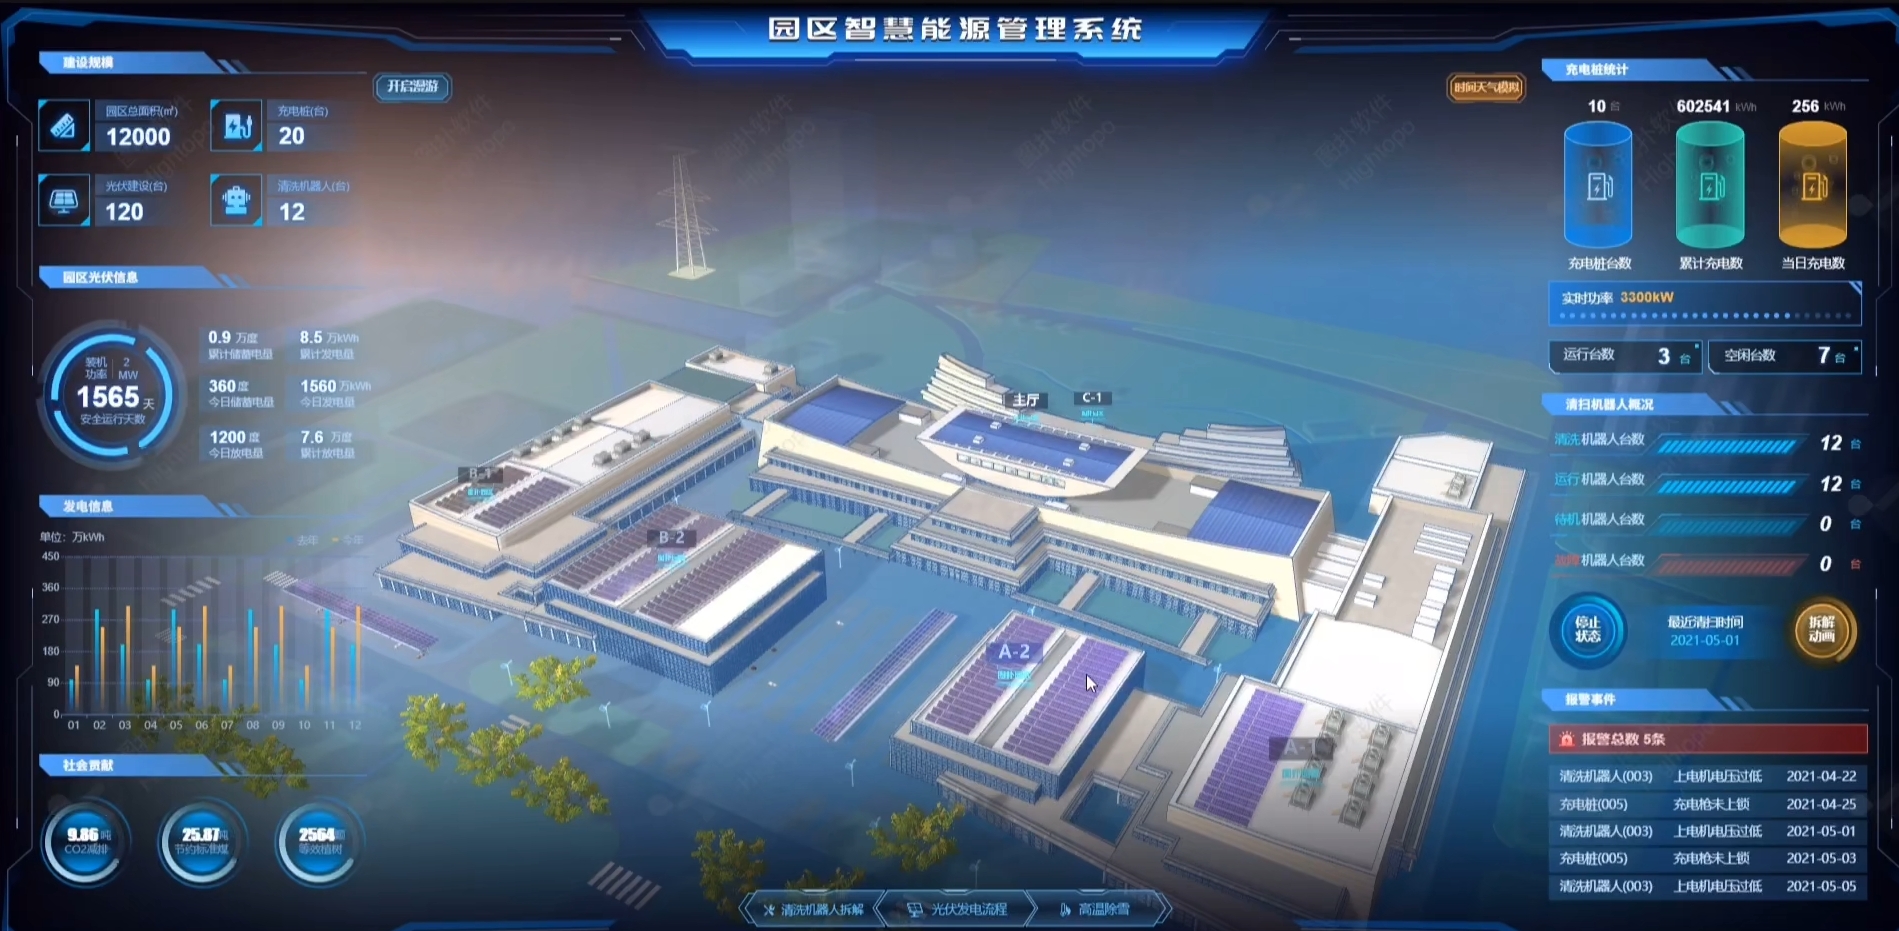 园区智慧能源管理系统
建设规模
开启漫游
时间天气模拟
园区总面积(㎡)
12000
充电桩(台)
20
光伏建设(台)
120
清洗机器人(台)
12
园区光伏信息
装机功率 2 MW
1565 天
安全运行天数
0.9 万度
累计储蓄电量
8.5 万kWh
累计发电量
360 度
今日储蓄电量
1560 万kWh
今日发电量
1200 度
今日放电量
7.6 万度
累计放电量
发电信息
单位：万kWh
去年 今年
450
360
270
180
90
0
01 02 03 04 05 06 07 08 09 10 11 12
社会贡献
9.86 吨
CO2减排
25.87 吨
节约标准煤
2564 颗
等效植树
主厅
C-1
B-1
B-2
A-2
A-1
清洗机器人拆解
光伏发电流程
高温除雪
充电桩统计
10 台
602541 kWh
256 kWh
充电桩台数
累计充电数
当日充电数
实时功率 3300kW
运行台数 3 台
空闲台数 7 台
清扫机器人概况
清洗机器人台数 12 台
运行机器人台数 12 台
待机机器人台数 0 台
故障机器人台数 0 台
停止状态
最近清扫时间
2021-05-01
拆解动画
报警事件
报警总数 5条
清洗机器人(003) 上电机电压过低 2021-04-22
充电桩(005) 充电枪未上锁 2021-04-25
清洗机器人(003) 上电机电压过低 2021-05-01
充电桩(005) 充电枪未上锁 2021-05-03
清洗机器人(003) 上电机电压过低 2021-05-05
图扑软件
Hightopo